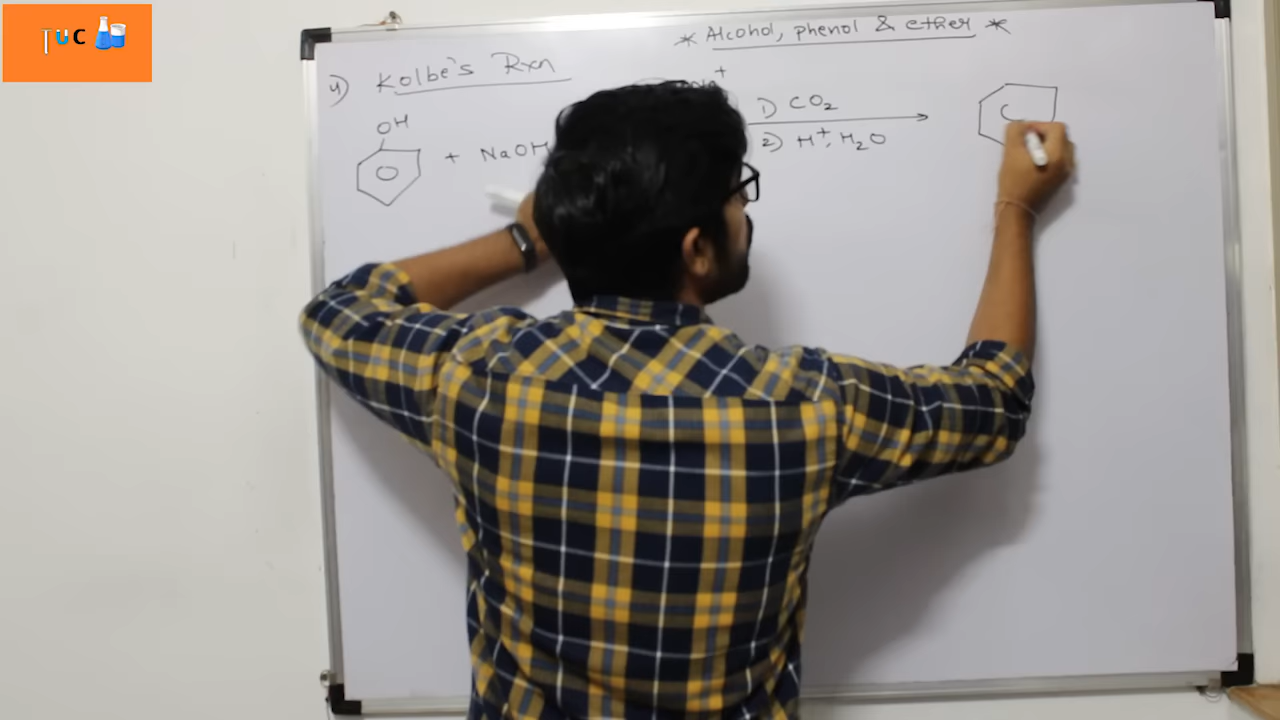 TUC
* Alcohol, phenol & ether *
4) Kolbe's Rxn
OH
+ NaOH
+
1) CO2
2) H+, H2O